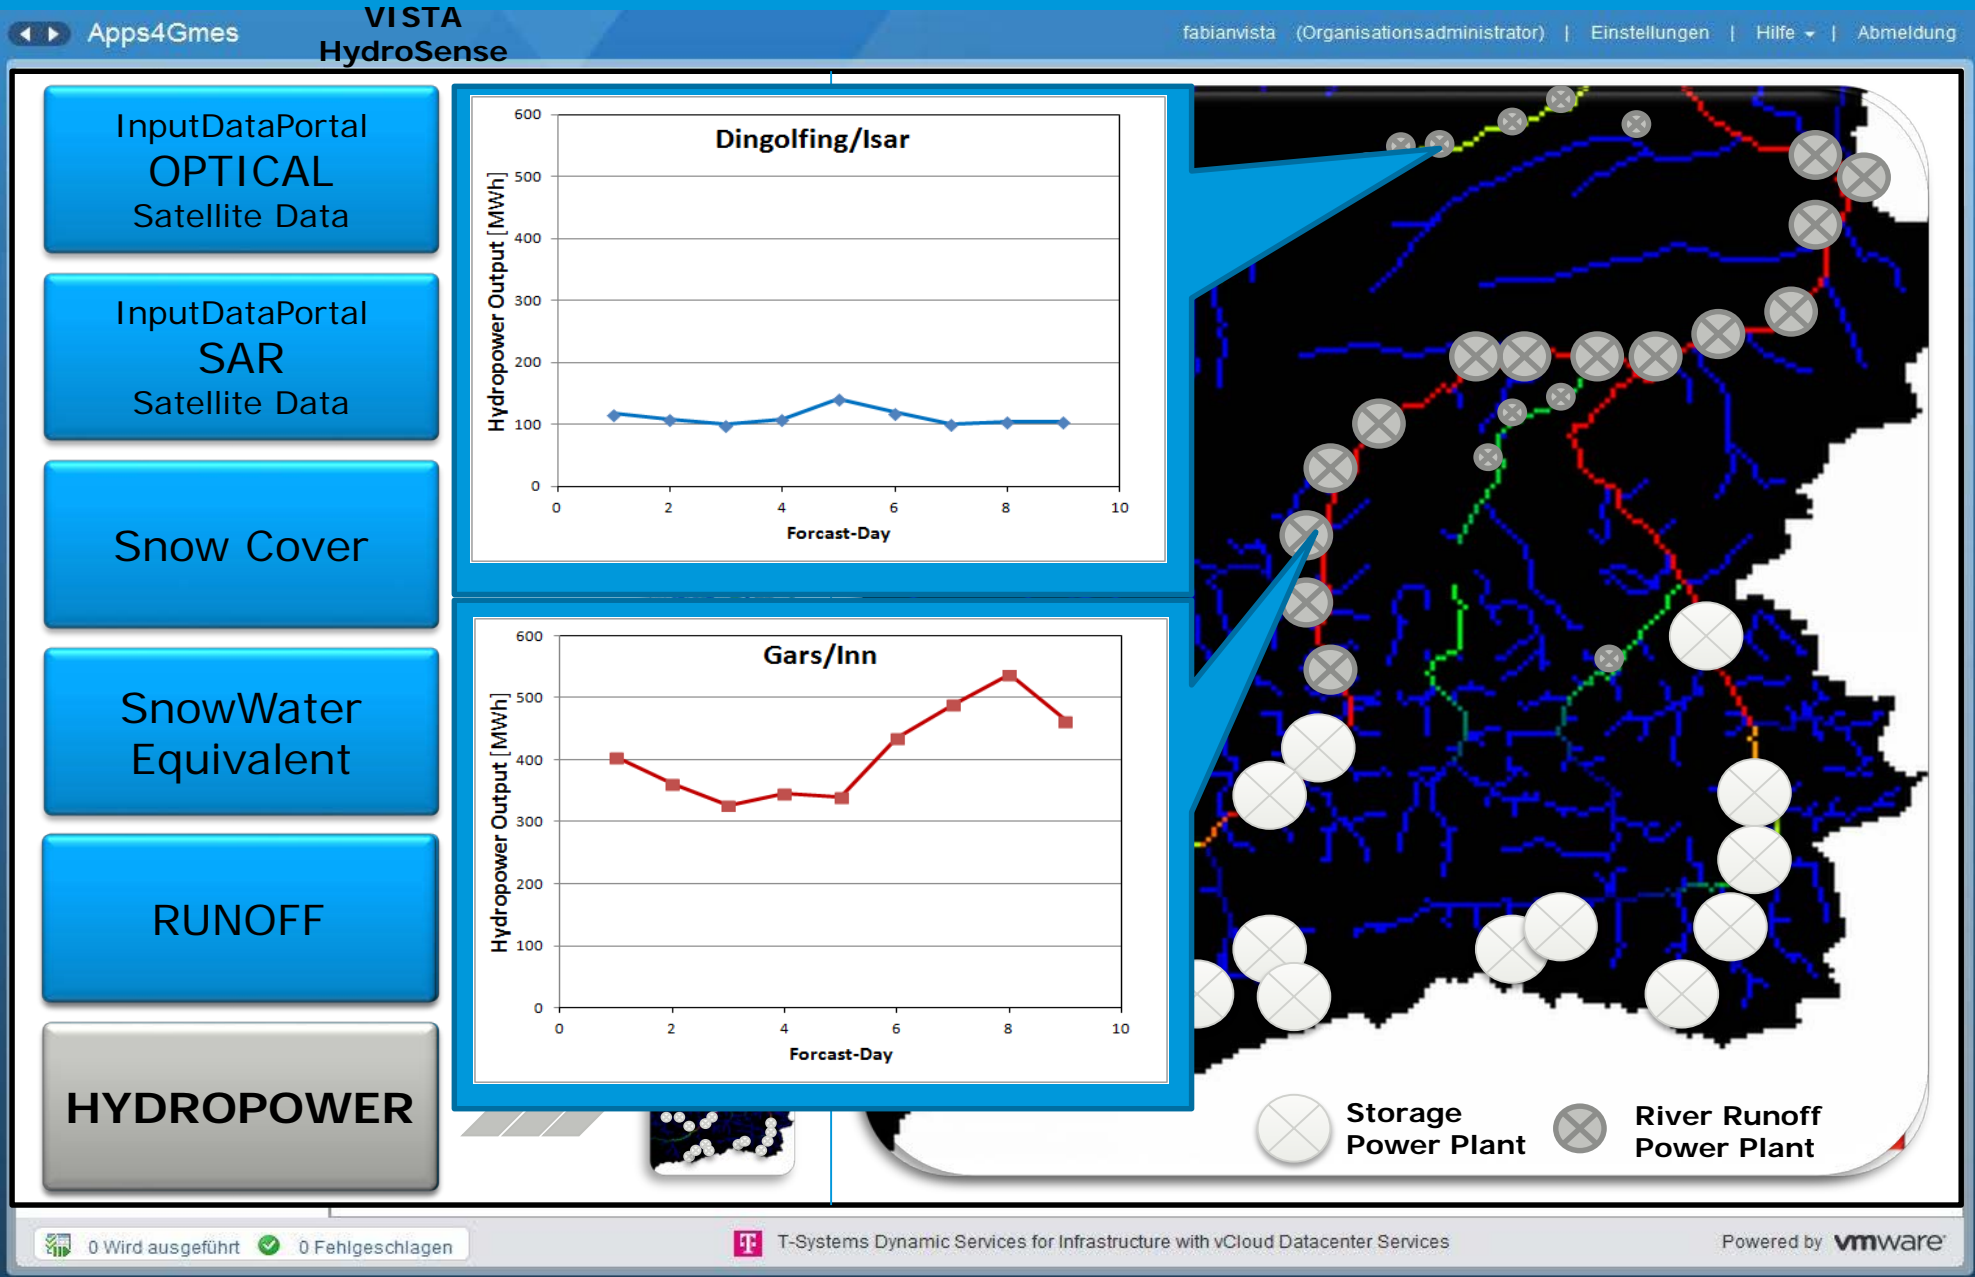 Apps4Gmes
VISTA
HydroSense
fabianvista (Organisationsadministrator) | Einstellungen | Hilfe | Abmeldung
InputDataPortal
OPTICAL
Satellite Data
InputDataPortal
SAR
Satellite Data
Snow Cover
SnowWater
Equivalent
RUNOFF
HYDROPOWER
Dingolfing/Isar
Hydropower Output [MWh]
600
500
400
300
200
100
0
0 2 4 6 8 10
Forcast-Day
Gars/Inn
Hydropower Output [MWh]
600
500
400
300
200
100
0
0 2 4 6 8 10
Forcast-Day
Storage
Power Plant
River Runoff
Power Plant
0 Wird ausgeführt 0 Fehlgeschlagen
T-Systems Dynamic Services for Infrastructure with vCloud Datacenter Services
Powered by vmware